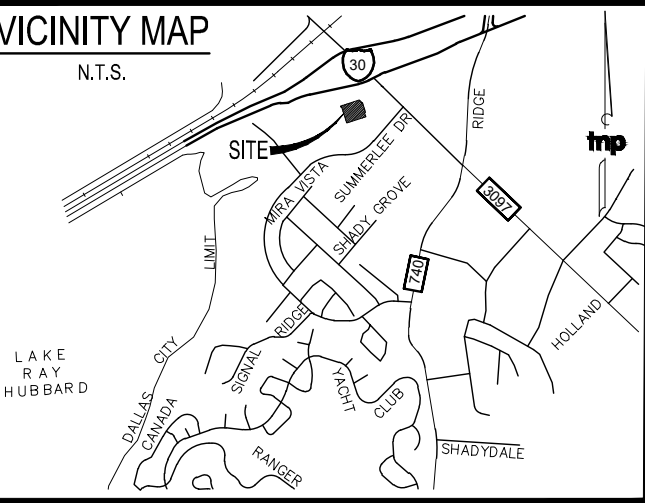 VICINITY MAP
N.T.S.
30
RIDGE
tnp
SITE
SUMMERLEE DR
MIRA VISTA
SHADY GROVE
3097
740
LIMIT
HOLLAND
RIDGE
SIGNAL
LAKE
RAY
HUBBARD
CITY
YACHT
CLUB
DALLAS
CANADA
RANGER
SHADYDALE